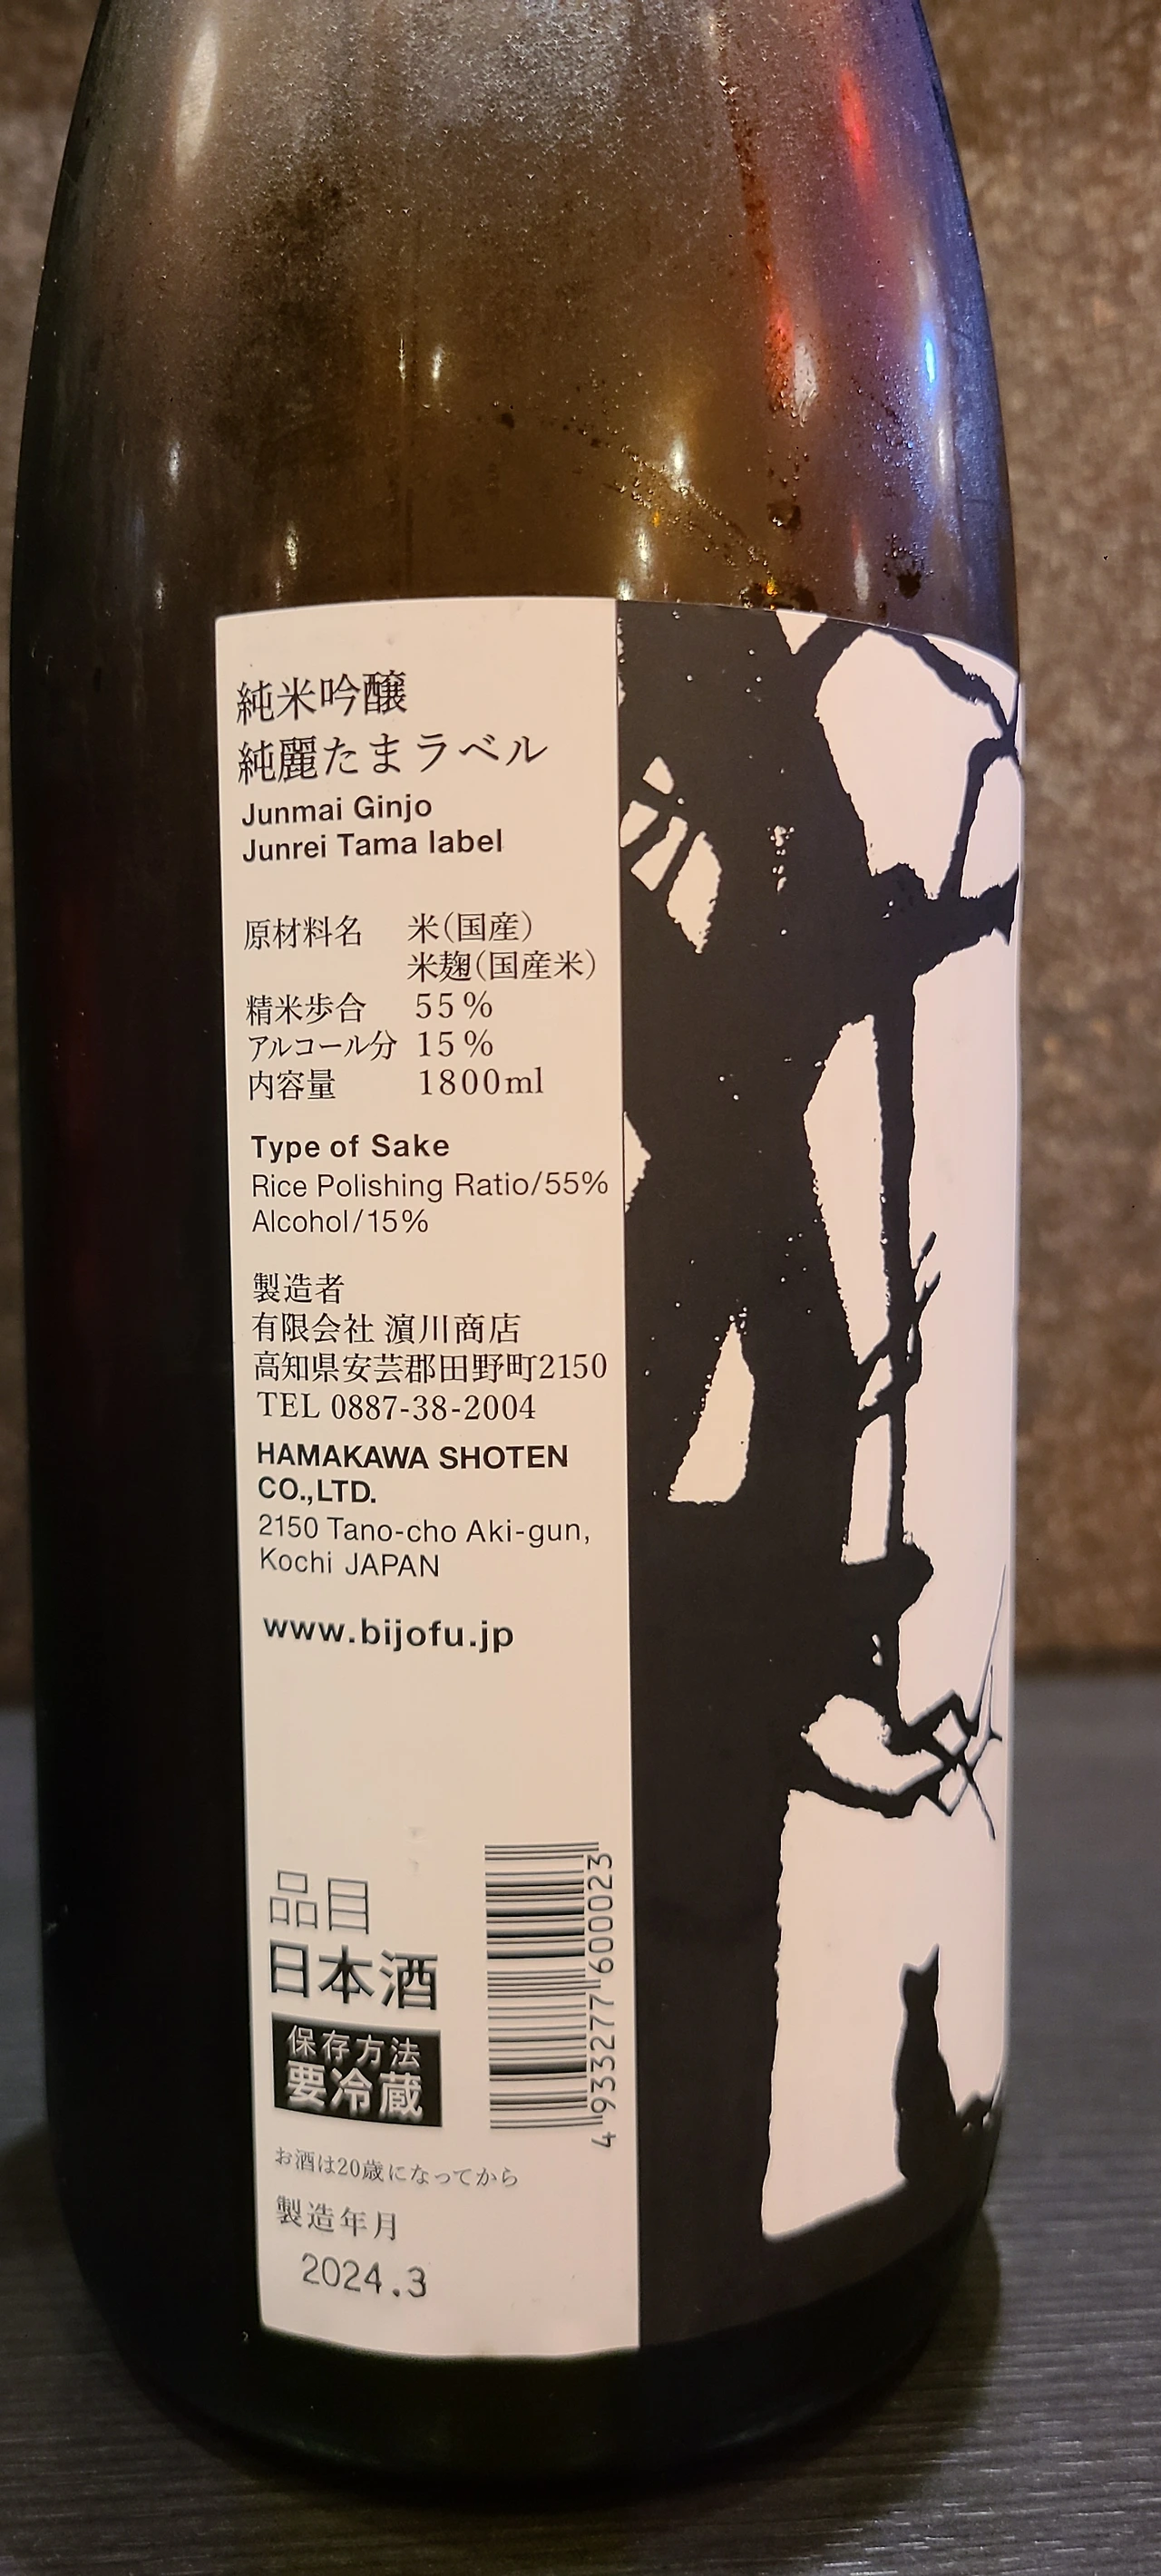 純米吟醸
純麗たまラベル
Junmai Ginjo
Junrei Tama label
原材料名 米(国産)
米麹(国産米)
精米歩合 55%
アルコール分 15%
内容量 1800ml
Type of Sake
Rice Polishing Ratio/55%
Alcohol/15%
製造者
有限会社 濵川商店
高知県安芸郡田野町2150
TEL 0887-38-2004
HAMAKAWA SHOTEN
CO.,LTD.
2150 Tano-cho Aki-gun,
Kochi JAPAN
www.bijofu.jp
品目
日本酒
保存方法
要冷蔵
4 933277 600023
お酒は20歳になってから
製造年月
2024.3